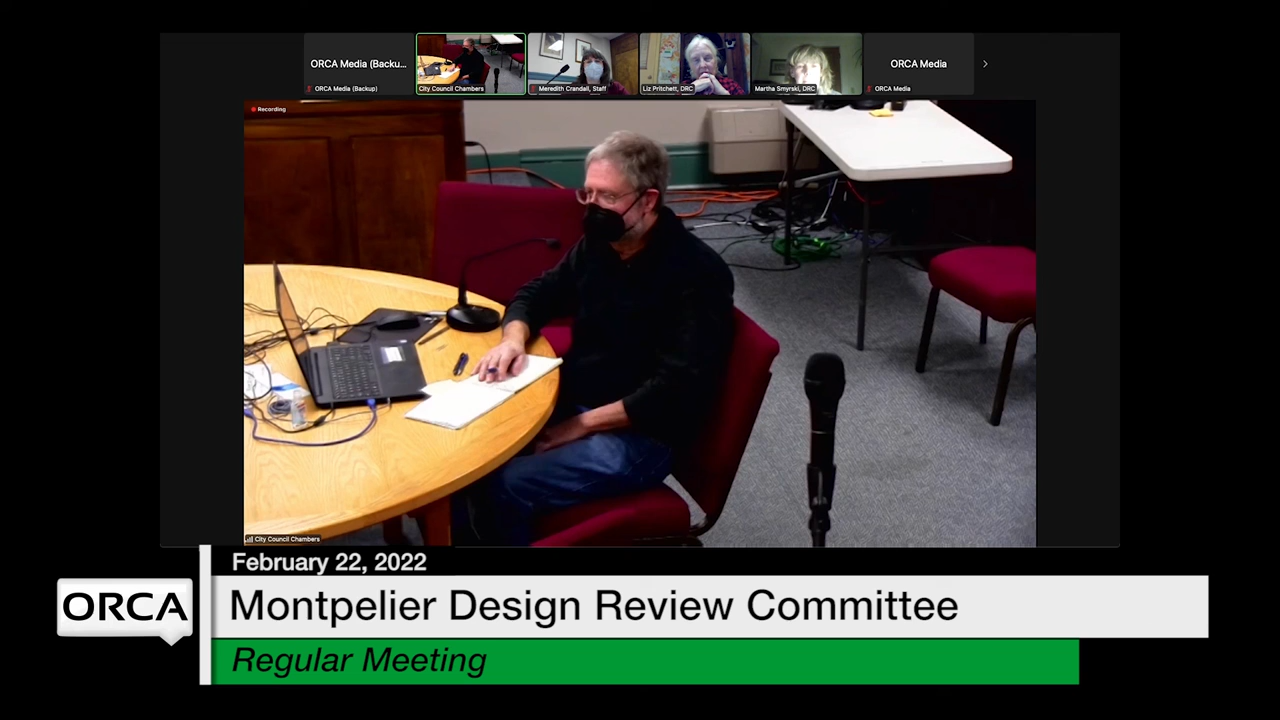 ORCA Media (Backu...
ORCA Media
ORCA Media (Backup)
City Council Chambers
Meredith Crandall, Staff
Liz Pritchett, DRC
Martha Smyrski, DRC
ORCA Media
Recording
City Council Chambers
February 22, 2022
ORCA
Montpelier Design Review Committee
Regular Meeting